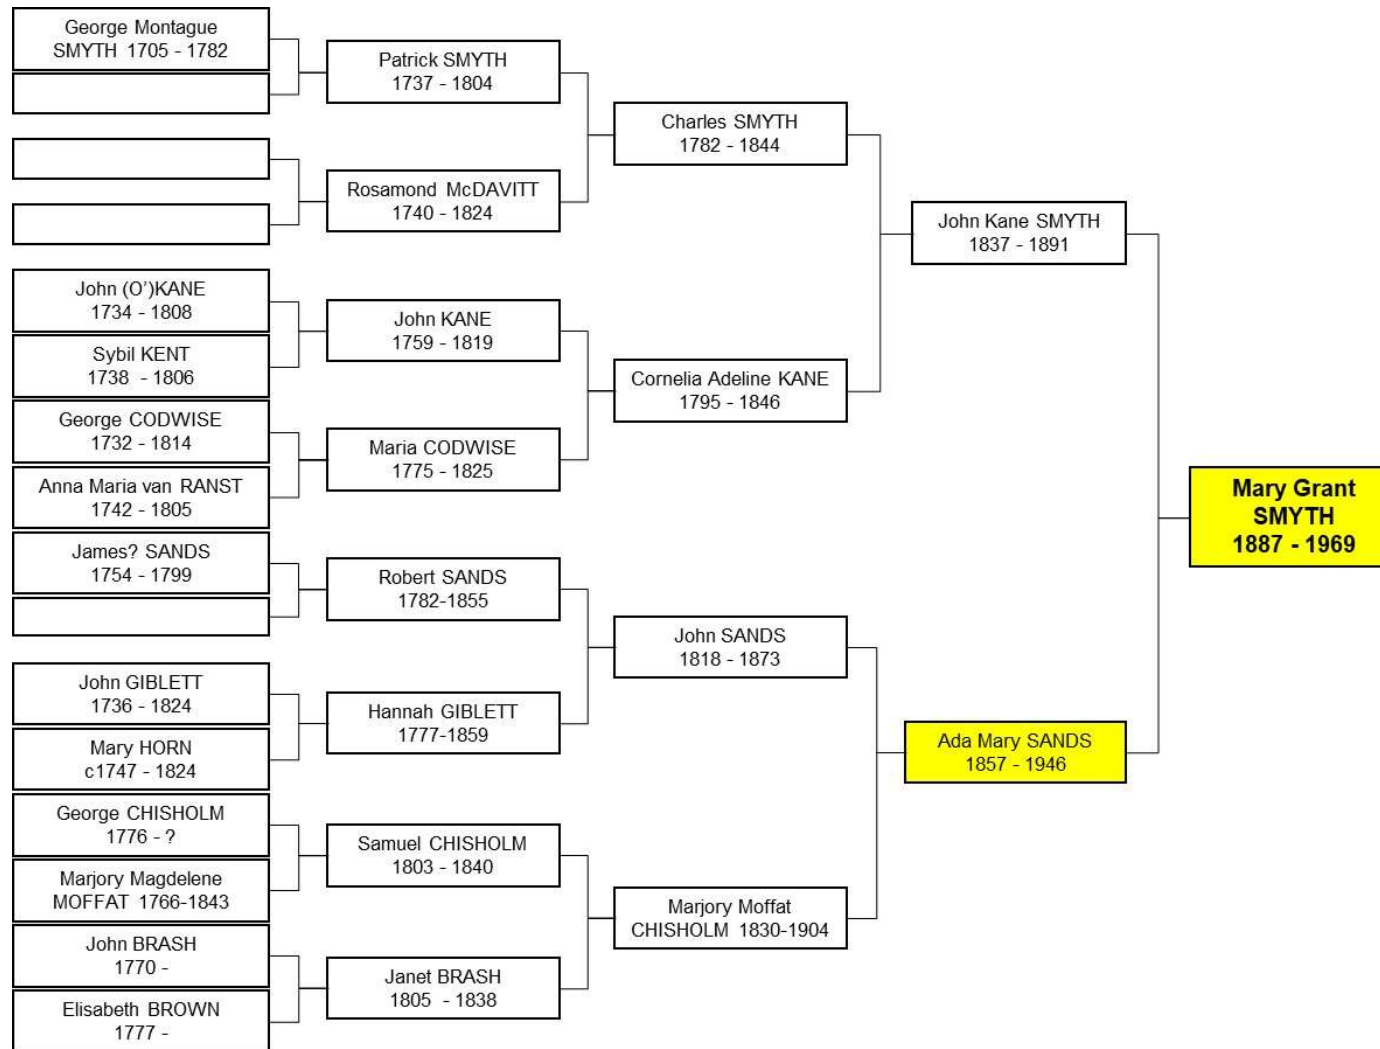 George Montague
SMYTH 1705 - 1782
John (O')KANE
1734 - 1808
Sybil KENT
1738 - 1806
George CODWISE
1732 - 1814
Anna Maria van RANST
1742 - 1805
James? SANDS
1754 - 1799
John GIBLETT
1736 - 1824
Mary HORN
c1747 - 1824
George CHISHOLM
1776 - ?
Marjory Magdelene
MOFFAT 1766-1843
John BRASH
1770 -
Elisabeth BROWN
1777 -
Patrick SMYTH
1737 - 1804
Rosamond McDAVITT
1740 - 1824
John KANE
1759 - 1819
Maria CODWISE
1775 - 1825
Robert SANDS
1782-1855
Hannah GIBLETT
1777-1859
Samuel CHISHOLM
1803 - 1840
Janet BRASH
1805 - 1838
Charles SMYTH
1782 - 1844
Cornelia Adeline KANE
1795 - 1846
John SANDS
1818 - 1873
Marjory Moffat
CHISHOLM 1830-1904
John Kane SMYTH
1837 - 1891
Ada Mary SANDS
1857 - 1946
Mary Grant
SMYTH
1887 - 1969